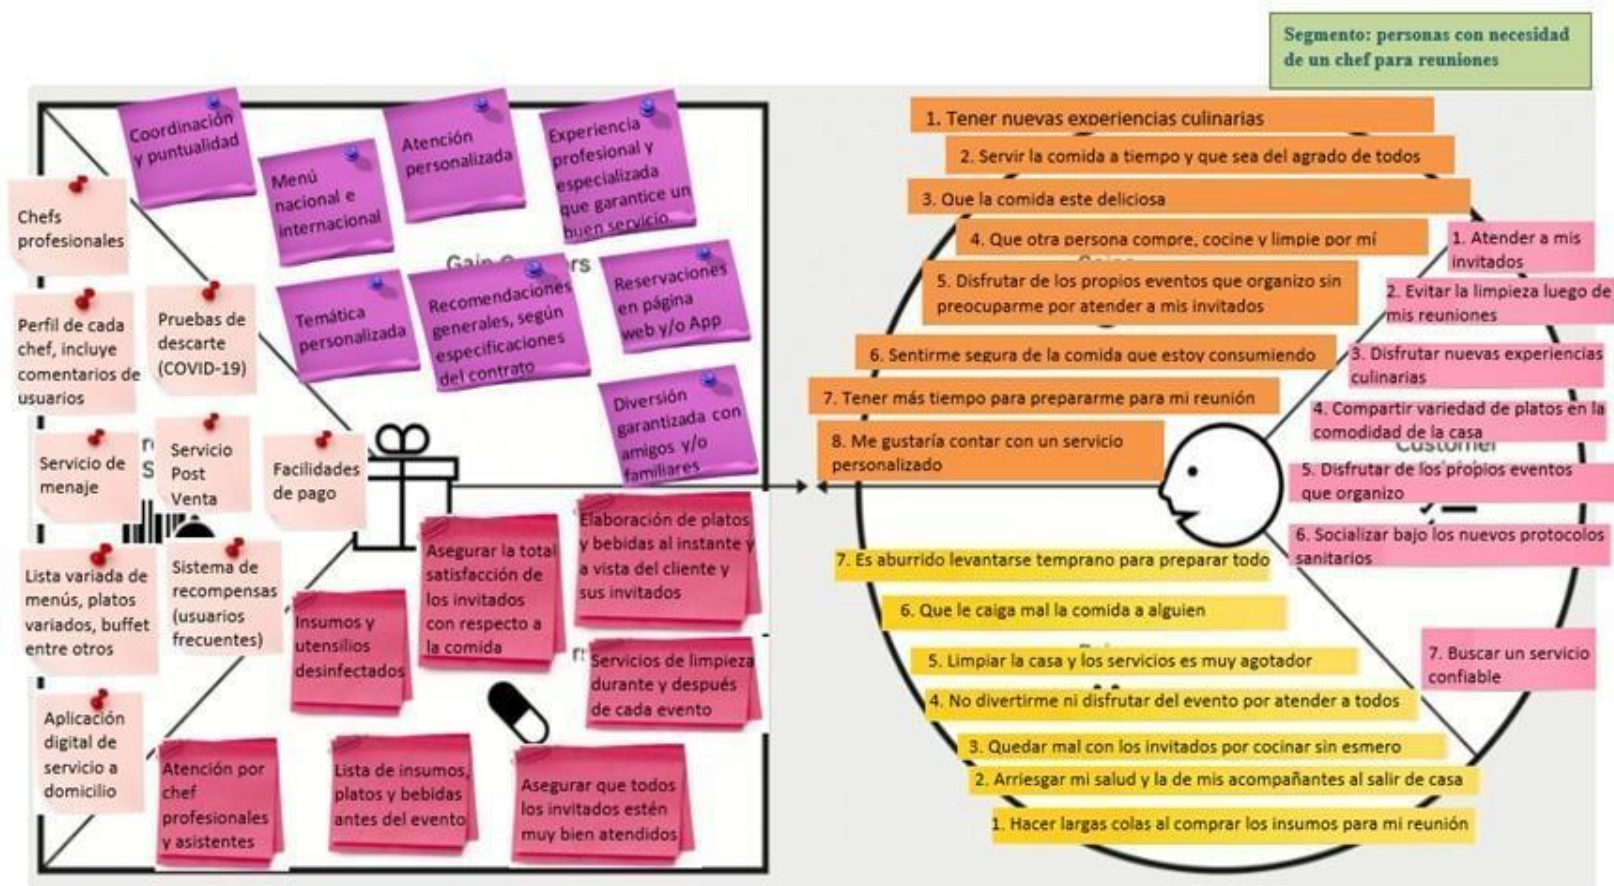 Segmento: personas con necesidad
de un chef para reuniones
Coordinación
y puntualidad
Menú
nacional e
internacional
Atención
personalizada
Experiencia
profesional y
especializada
que garantice un
buen servicio.
Temática
personalizada
Recomendaciones
generales, según
especificaciones
del contrato
Reservaciones
en página
web y/o App
Diversión
garantizada con
amigos y/o
familiares
Chefs
profesionales
Perfil de cada
chef, incluye
comentarios de
usuarios
Pruebas de
descarte
(COVID-19)
Servicio de
menaje
Servicio
Post
Venta
Facilidades
de pago
Lista variada de
menús, platos
variados, buffet
entre otros
Sistema de
recompensas
(usuarios
frecuentes)
Aplicación
digital de
servicio a
domicilio
Insumos y
utensilios
desinfectados
Asegurar la total
satisfacción de
los invitados
con respecto a
la comida
Elaboración de platos
y bebidas al instante y
a vista del cliente y
sus invitados
Servicios de limpieza
durante y después
de cada evento
Atención por
chef
profesionales
y asistentes
Lista de insumos,
platos y bebidas
antes del evento
Asegurar que todos
los invitados estén
muy bien atendidos
1. Tener nuevas experiencias culinarias
2. Servir la comida a tiempo y que sea del agrado de todos
3. Que la comida este deliciosa
4. Que otra persona compre, cocine y limpie por mí
5. Disfrutar de los propios eventos que organizo sin
preocuparme por atender a mis invitados
6. Sentirme segura de la comida que estoy consumiendo
7. Tener más tiempo para prepararme para mi reunión
8. Me gustaría contar con un servicio
personalizado
1. Atender a mis
invitados
2. Evitar la limpieza luego de
mis reuniones
3. Disfrutar nuevas experiencias
culinarias
4. Compartir variedad de platos en la
comodidad de la casa
Customer
5. Disfrutar de los propios eventos
que organizo
6. Socializar bajo los nuevos protocolos
sanitarios
7. Buscar un servicio
confiable
7. Es aburrido levantarse temprano para preparar todo
6. Que le caiga mal la comida a alguien
5. Limpiar la casa y los servicios es muy agotador
4. No divertirme ni disfrutar del evento por atender a todos
3. Quedar mal con los invitados por cocinar sin esmero
2. Arriesgar mi salud y la de mis acompañantes al salir de casa
1. Hacer largas colas al comprar los insumos para mi reunión